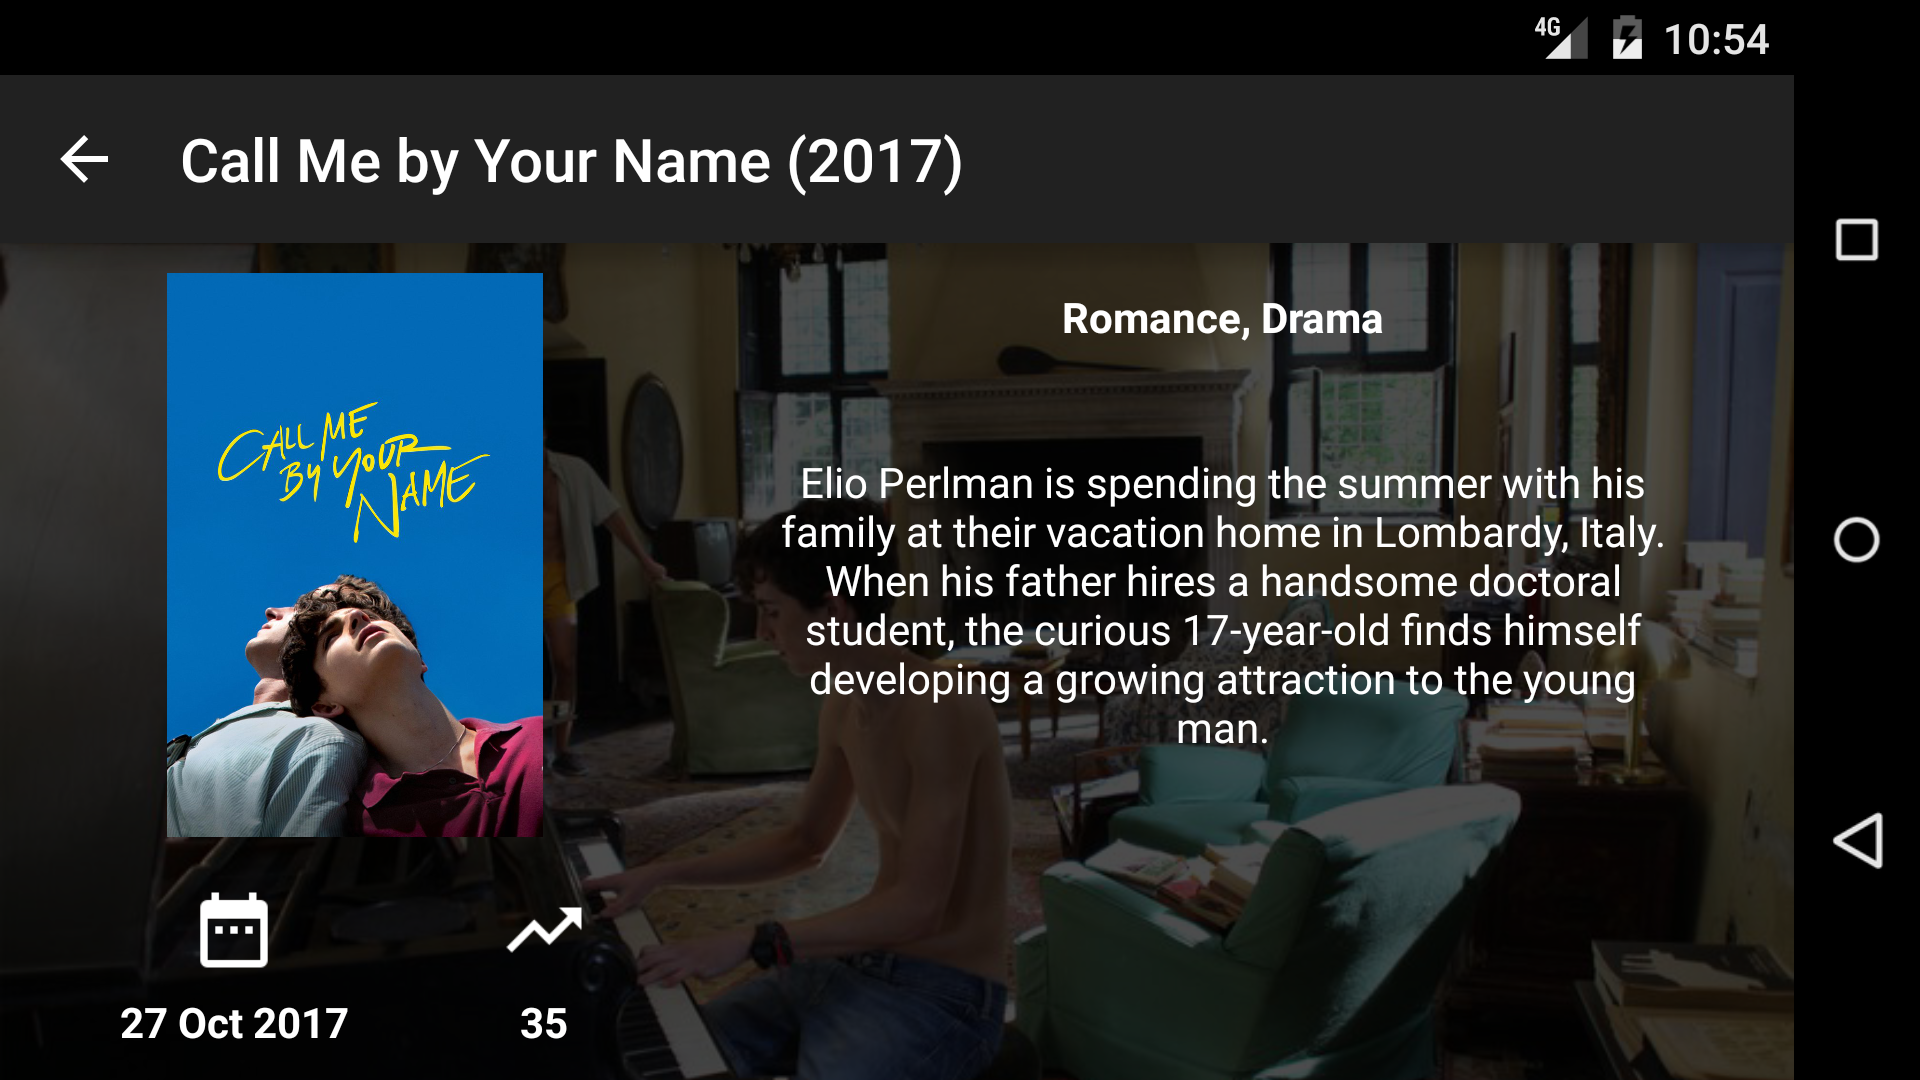 4G 10:54
Call Me by Your Name (2017)
CALL ME
BY YOUR
NAME
Romance, Drama
Elio Perlman is spending the summer with his
family at their vacation home in Lombardy, Italy.
When his father hires a handsome doctoral
student, the curious 17-year-old finds himself
developing a growing attraction to the young
man.
27 Oct 2017
35